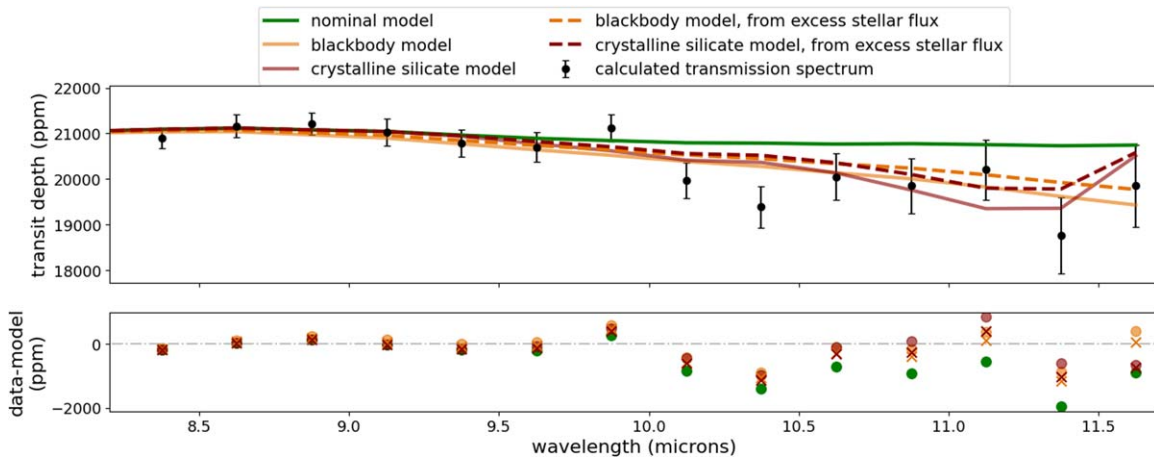 nominal model
blackbody model
crystalline silicate model
blackbody model, from excess stellar flux
crystalline silicate model, from excess stellar flux
calculated transmission spectrum
transit depth (ppm)
22000
21000
20000
19000
18000
data-model
(ppm)
0
−2000
8.5
9.0
9.5
10.0
10.5
11.0
11.5
wavelength (microns)